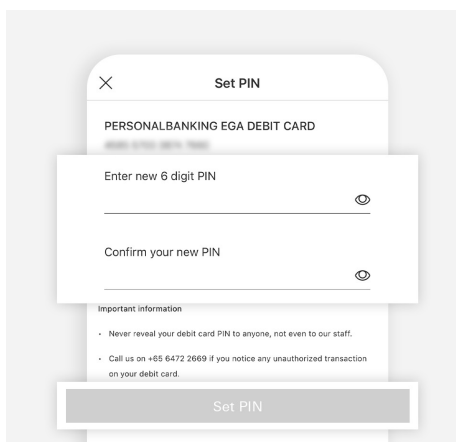 Set PIN
PERSONALBANKING EGA DEBIT CARD
Enter new 6 digit PIN
Confirm your new PIN
Important information
• Never reveal your debit card PIN to anyone, not even to our staff.
• Call us on +65 6472 2669 if you notice any unauthorized transaction
on your debit card.
Set PIN